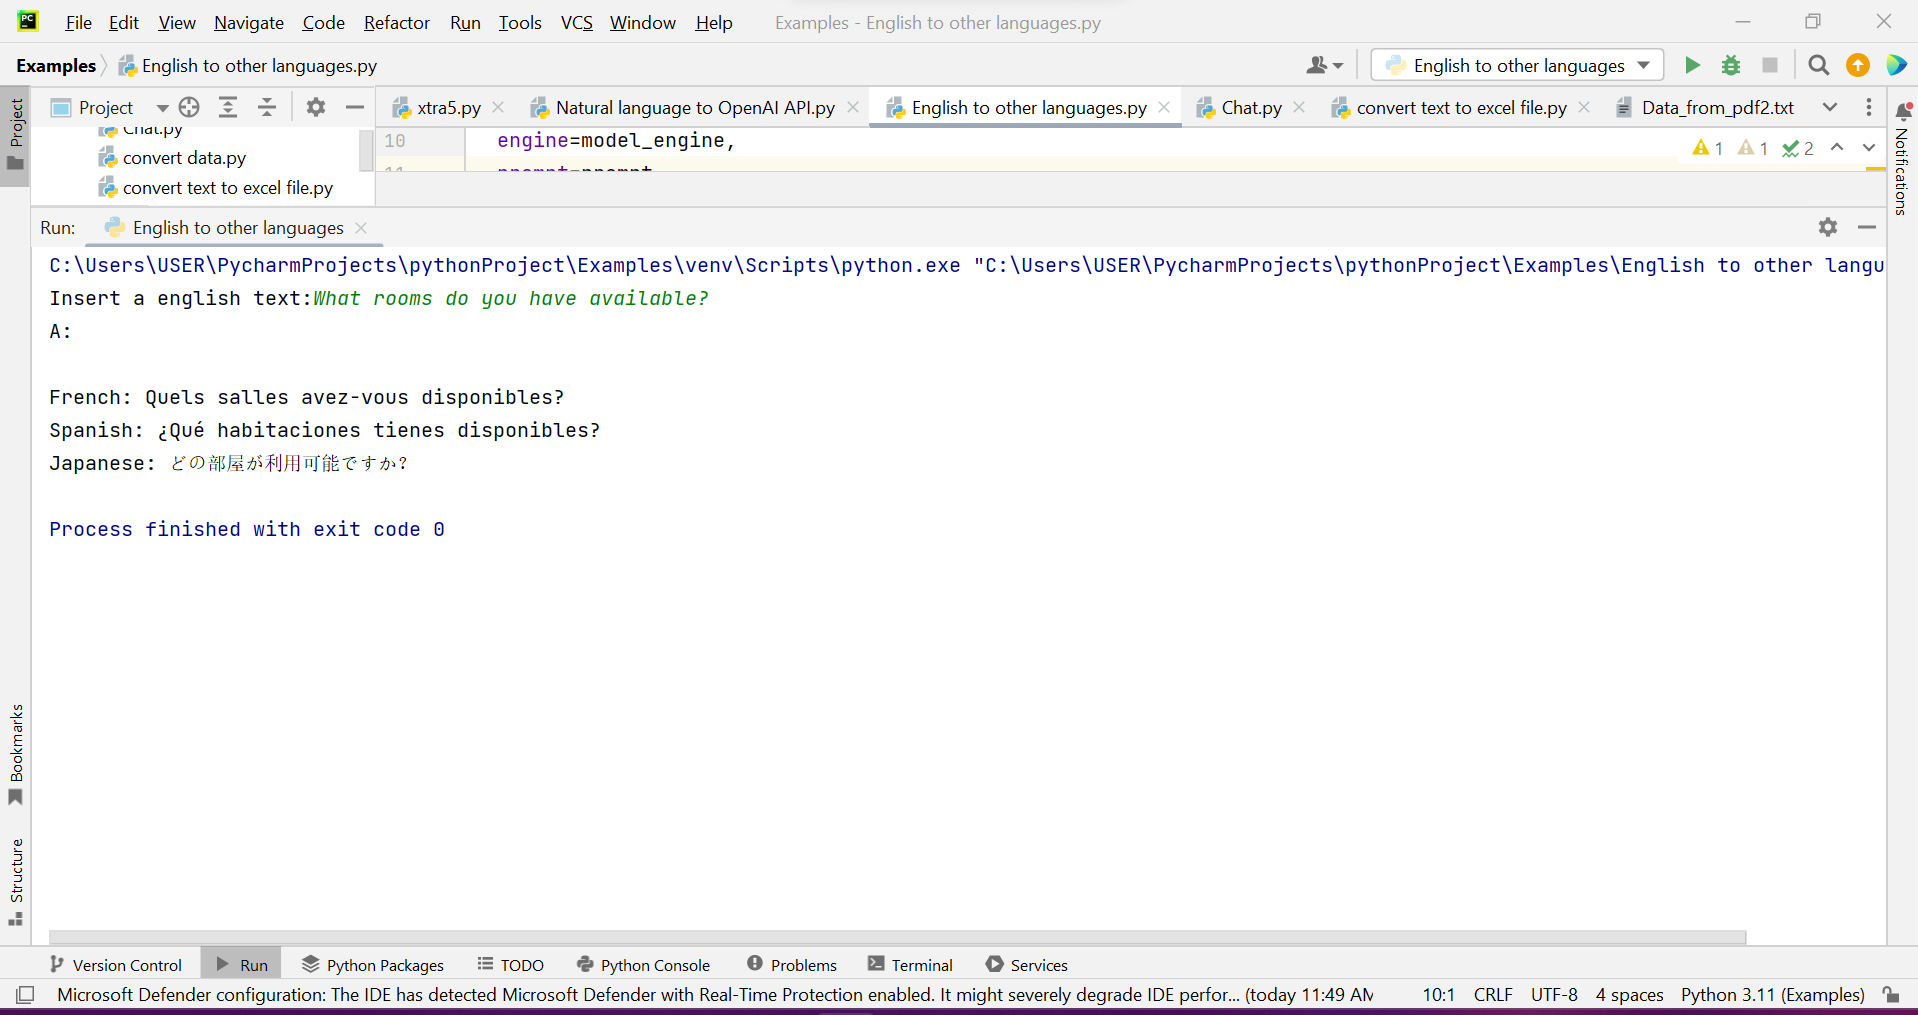 PC File Edit View Navigate Code Refactor Run Tools VCS Window Help Examples - English to other languages.py
Examples English to other languages.py English to other languages
Project xtra5.py Natural language to OpenAI API.py English to other languages.py Chat.py convert text to excel file.py Data_from_pdf2.txt
Chat.py
10 engine=model_engine,
1 1 2
convert data.py
11 prompt=prompt
convert text to excel file.py
Project
Notifications
Run: English to other languages
C:\Users\USER\PycharmProjects\pythonProject\Examples\venv\Scripts\python.exe "C:\Users\USER\PycharmProjects\pythonProject\Examples\English to other langu
Insert a english text:What rooms do you have available?
A:
French: Quels salles avez-vous disponibles?
Spanish: ¿Qué habitaciones tienes disponibles?
Japanese: どの部屋が利用可能ですか?
Process finished with exit code 0
Bookmarks
Structure
Version Control Run Python Packages TODO Python Console Problems Terminal Services
Microsoft Defender configuration: The IDE has detected Microsoft Defender with Real-Time Protection enabled. It might severely degrade IDE perfor... (today 11:49 AM 10:1 CRLF UTF-8 4 spaces Python 3.11 (Examples)